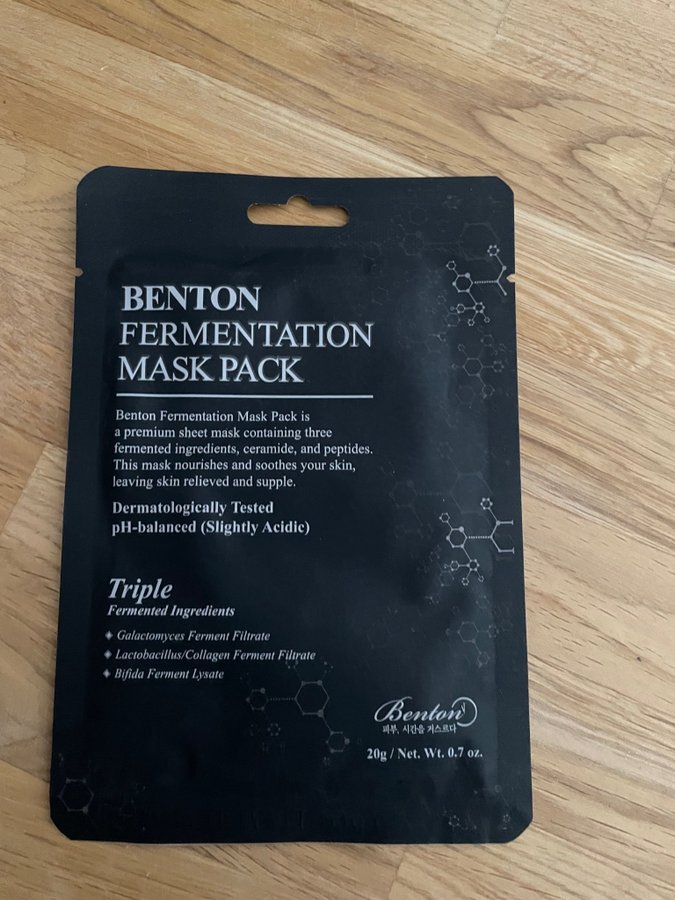 BENTON
FERMENTATION
MASK PACK
Benton Fermentation Mask Pack is
a premium sheet mask containing three
fermented ingredients, ceramide, and peptides.
This mask nourishes and soothes your skin,
leaving skin relieved and supple.
Dermatologically Tested
pH-balanced (Slightly Acidic)
Triple
Fermented Ingredients
◈ Galactomyces Ferment Filtrate
◈ Lactobacillus/Collagen Ferment Filtrate
◈ Bifida Ferment Lysate
Benton
피부, 시간을 거스르다
20g / Net. Wt. 0.7 oz.